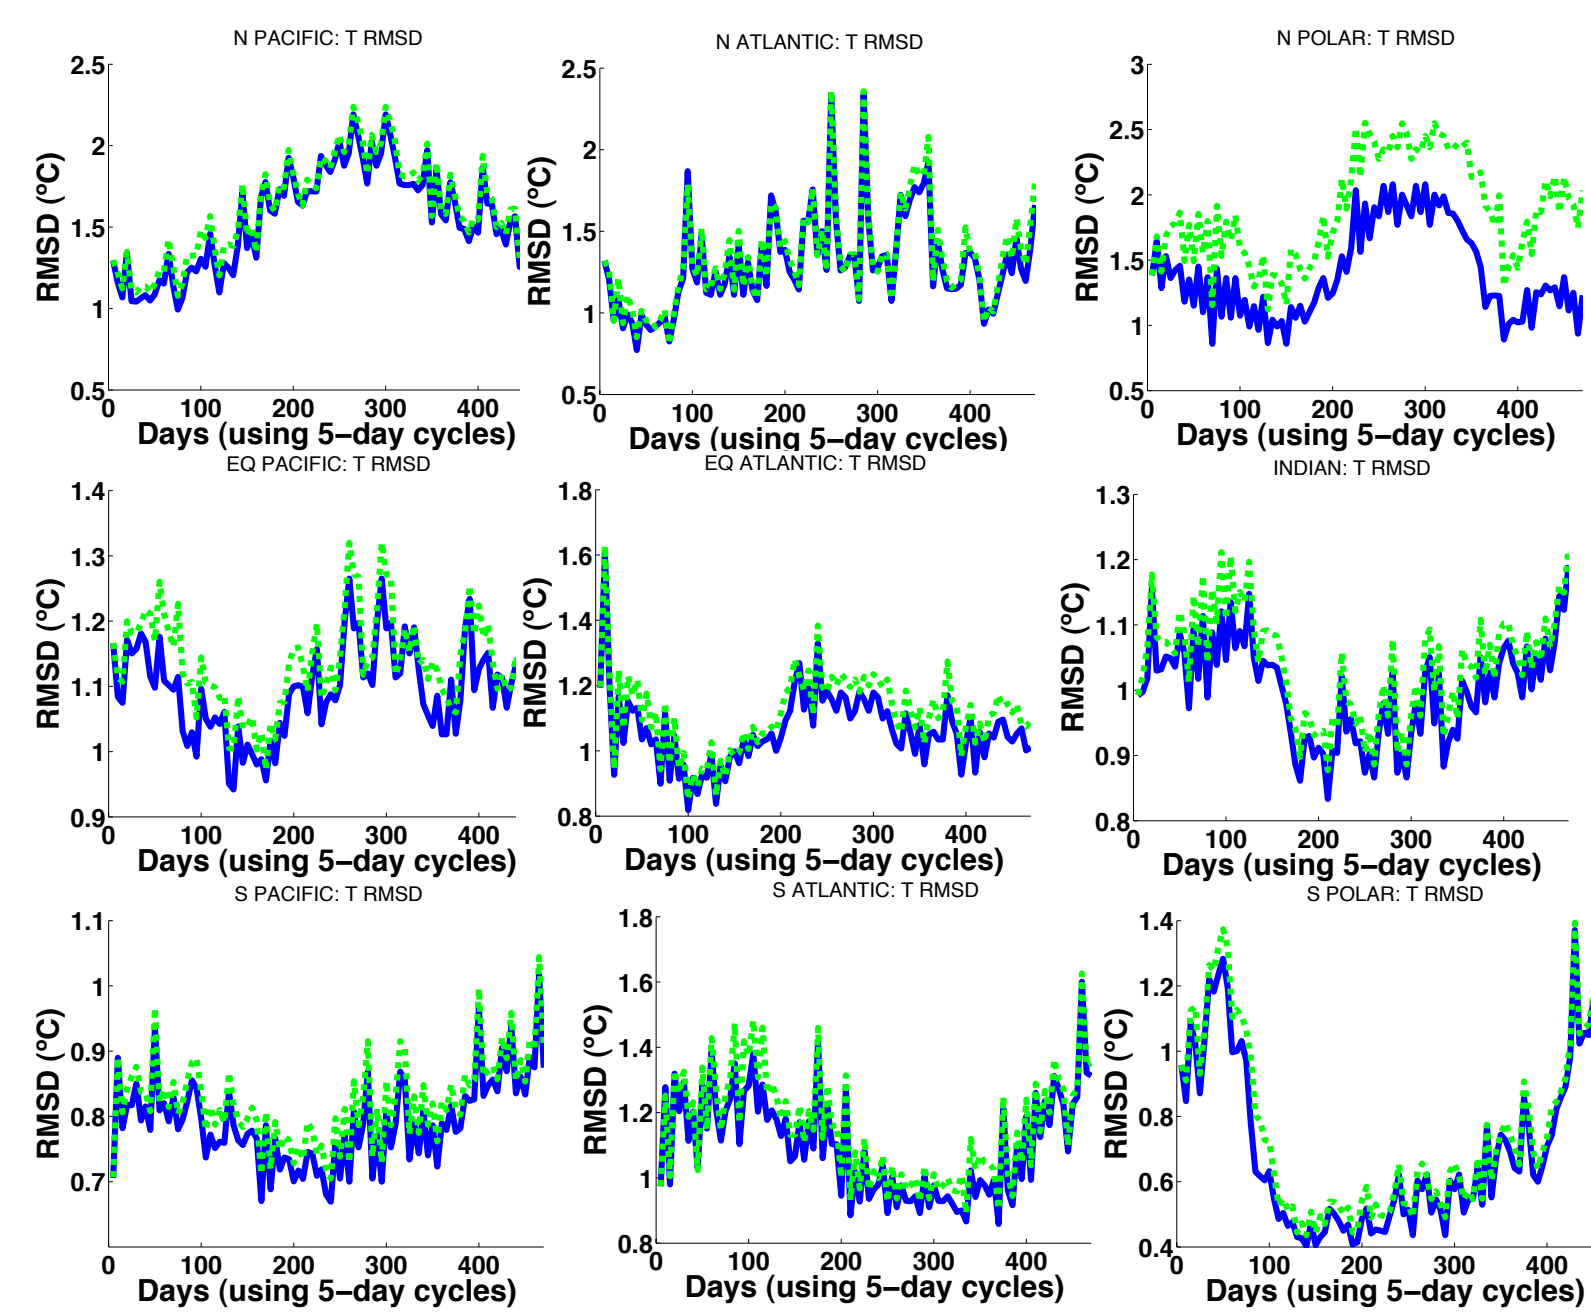 N PACIFIC: T RMSD
2.5
2
1.5
1
0.5
RMSD (°C)
0 100 200 300 400
Days (using 5−day cycles)
N ATLANTIC: T RMSD
2.5
2
1.5
1
0.5
RMSD (°C)
0 100 200 300 400
Days (using 5−day cycles)
N POLAR: T RMSD
3
2.5
2
1.5
1
0.5
RMSD (°C)
0 100 200 300 400
Days (using 5−day cycles)
EQ PACIFIC: T RMSD
1.4
1.3
1.2
1.1
1
0.9
RMSD (°C)
0 100 200 300 400
Days (using 5−day cycles)
EQ ATLANTIC: T RMSD
1.8
1.6
1.4
1.2
1
0.8
RMSD (°C)
0 100 200 300 400
Days (using 5−day cycles)
INDIAN: T RMSD
1.3
1.2
1.1
1
0.9
0.8
RMSD (°C)
0 100 200 300 400
Days (using 5−day cycles)
S PACIFIC: T RMSD
1.1
1
0.9
0.8
0.7
RMSD (°C)
0 100 200 300 400
Days (using 5−day cycles)
S ATLANTIC: T RMSD
1.8
1.6
1.4
1.2
1
0.8
RMSD (°C)
0 100 200 300 400
Days (using 5−day cycles)
S POLAR: T RMSD
1.4
1.2
1
0.8
0.6
0.4
RMSD (°C)
0 100 200 300 400
Days (using 5−day cycles)